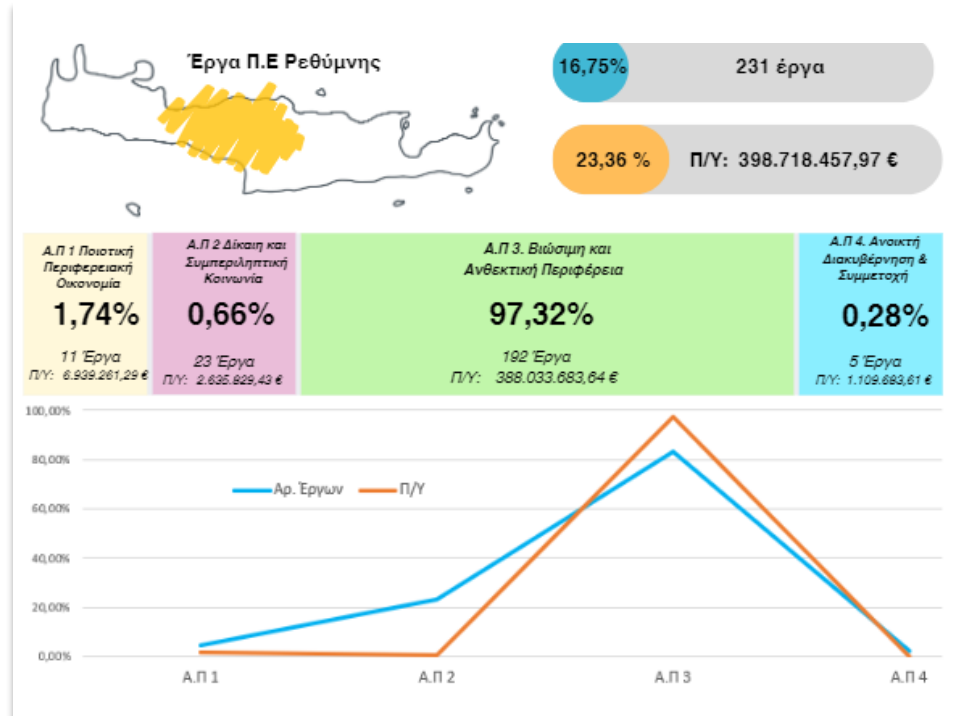 Έργα Π.Ε Ρεθύμνης
16,75%
231 έργα
23,36 %
Π/Υ: 398.718.457,97 €
Α.Π 1 Ποιοτική
Περιφερειακή
Οικονομία
1,74%
11 Έργα
Π/Υ: 6.939.261,29 €
Α.Π 2 Δίκαιη και
Συμπεριληπτική
Κοινωνία
0,66%
23 Έργα
Π/Υ: 2.635.829,43 €
Α.Π 3. Βιώσιμη και
Ανθεκτική Περιφέρεια
97,32%
192 Έργα
Π/Υ: 388.033.683,64 €
Α.Π 4. Ανοικτή
Διακυβέρνηση &
Συμμετοχή
0,28%
5 Έργα
Π/Υ: 1.109.683,61 €
100,00%
80,00%
60,00%
40,00%
20,00%
0,00%
Αρ. Έργων
Π/Υ
Α.Π 1
Α.Π 2
Α.Π 3
Α.Π 4